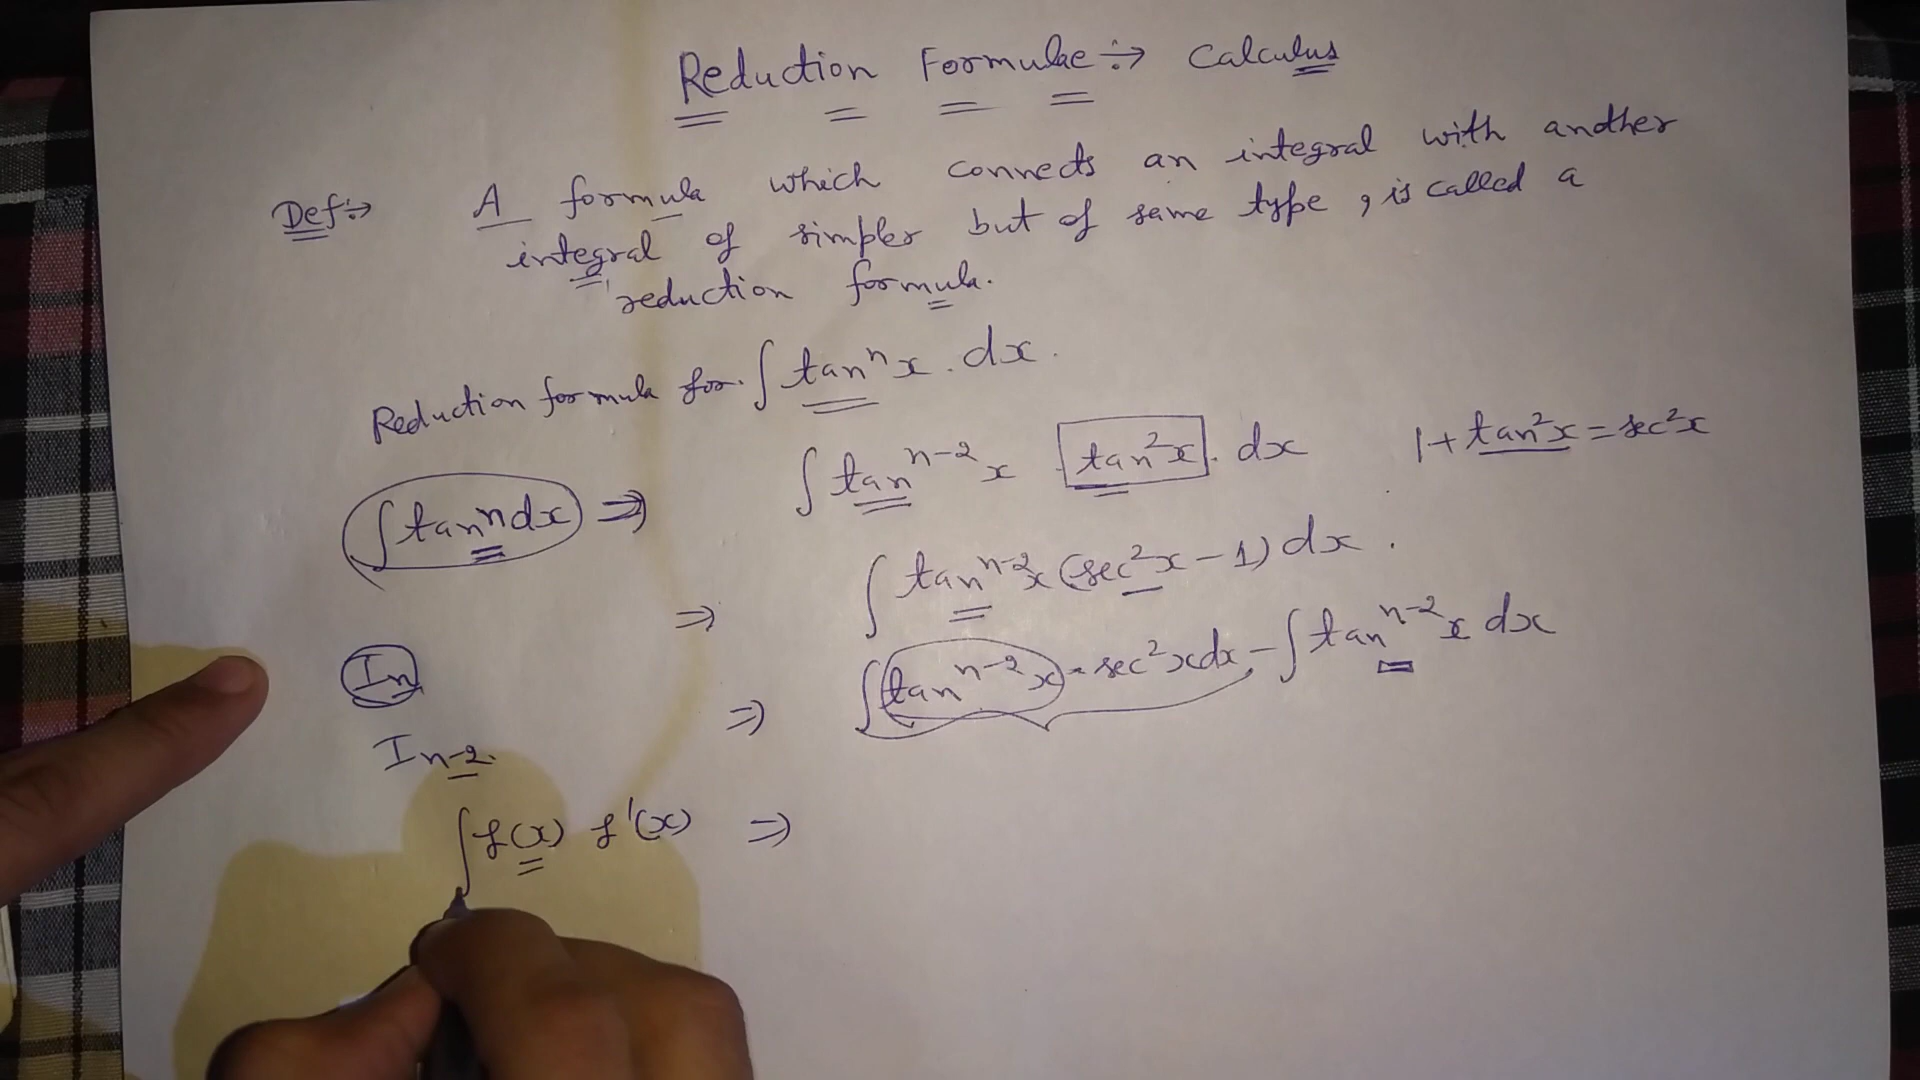 Reduction Formulae :→ Calculus
Def :→ A formula which connects an integral with another
integral of simpler but of same type, is called a
reduction formula.
Reduction formula for ∫ tanⁿx . dx .
∫ tanⁿ⁻²x . tan²x . dx 1 + tan²x = sec²x
∫ tanⁿ dx ⇒
∫ tanⁿ⁻²x (sec²x - 1) dx .
⇒
In ⇒ ∫ tanⁿ⁻²x . sec²x dx - ∫ tanⁿ⁻²x dx
In-2.
∫ f(x) f'(x) ⇒